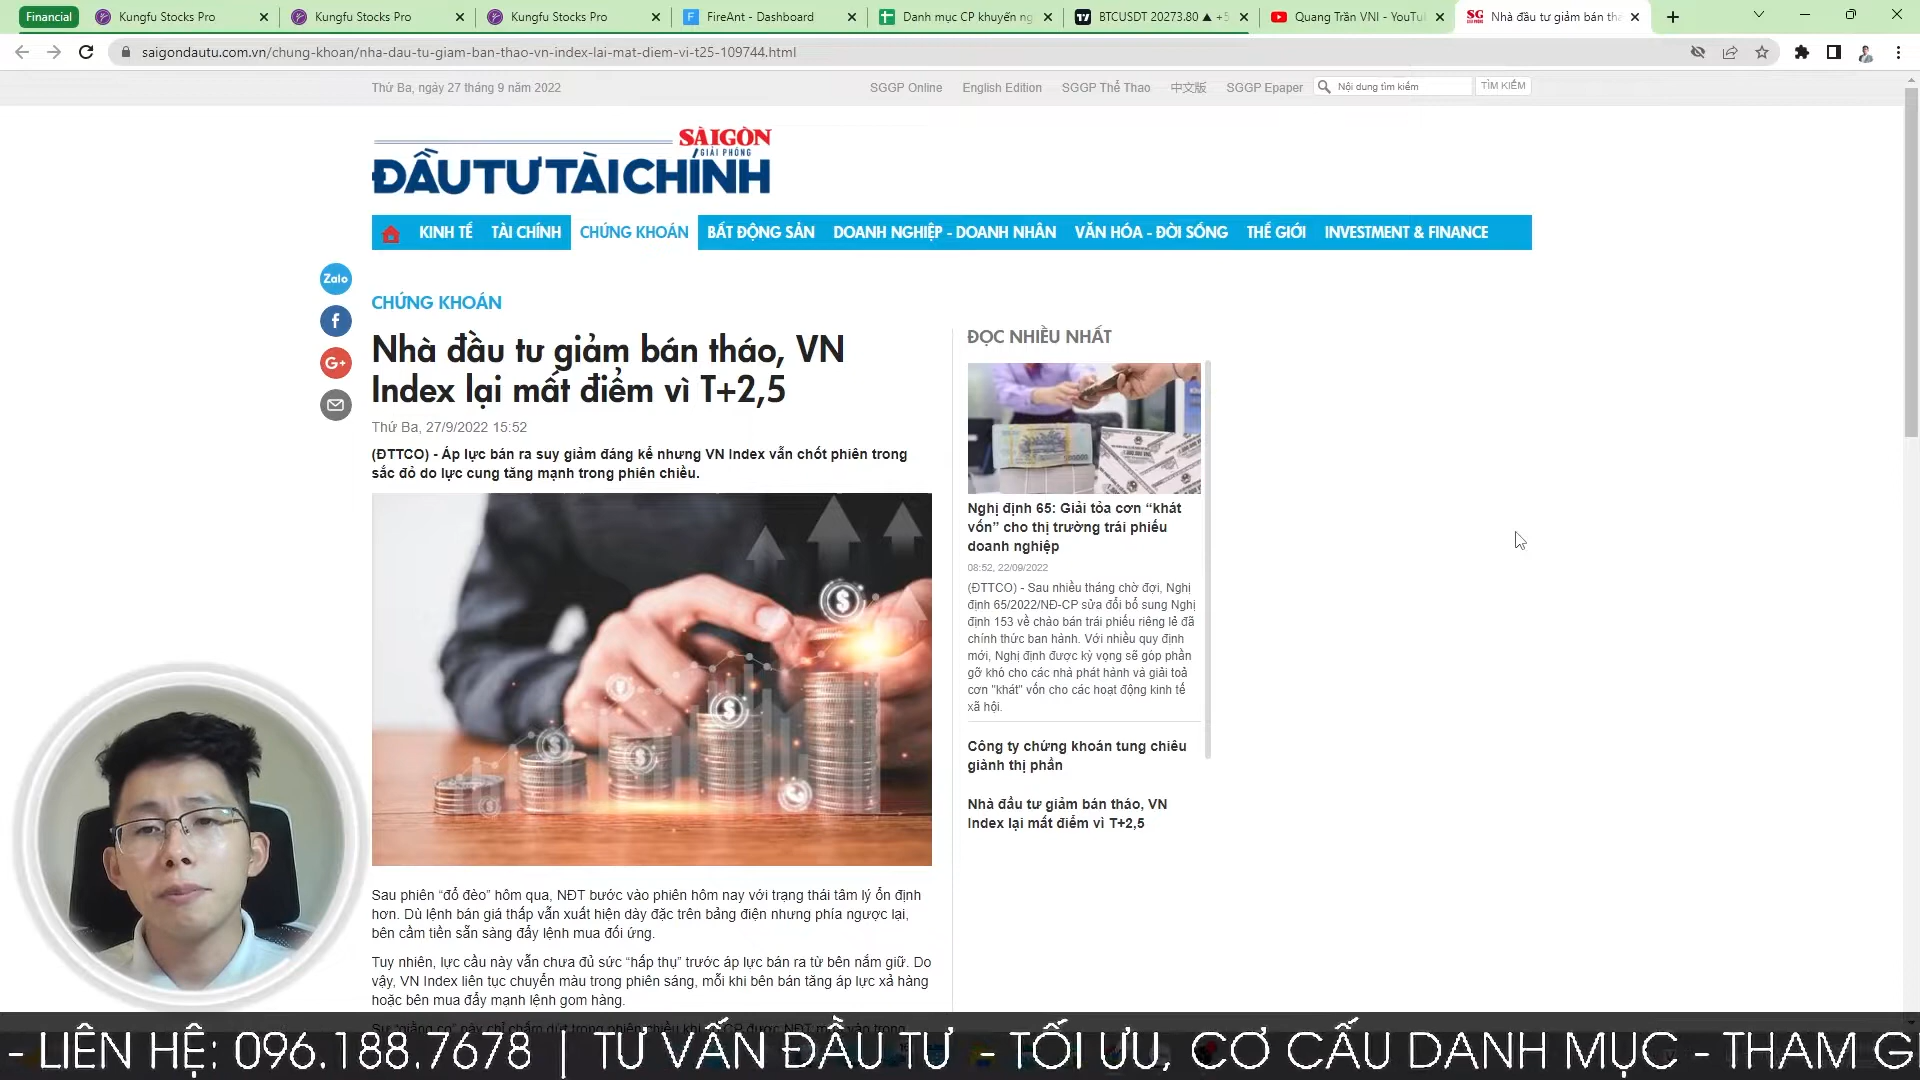 Financial
Kungfu Stocks Pro
Kungfu Stocks Pro
Kungfu Stocks Pro
FireAnt - Dashboard
Danh mục CP khuyến ng
BTCUSDT 20273.80 ▲ +5
Quang Trần VNI - YouTu
Nhà đầu tư giảm bán thá
saigondautu.com.vn/chung-khoan/nha-dau-tu-giam-ban-thao-vn-index-lai-mat-diem-vi-t25-109744.html
Thứ Ba, ngày 27 tháng 9 năm 2022
SGGP Online
English Edition
SGGP Thể Thao
中文版
SGGP Epaper
Nội dung tìm kiếm
TÌM KIẾM
SÀIGÒN
GIẢI PHÓNG
ĐẦU TƯ TÀI CHÍNH
KINH TẾ
TÀI CHÍNH
CHỨNG KHOÁN
BẤT ĐỘNG SẢN
DOANH NGHIỆP - DOANH NHÂN
VĂN HÓA - ĐỜI SỐNG
THẾ GIỚI
INVESTMENT & FINANCE
Zalo
G+
CHỨNG KHOÁN
Nhà đầu tư giảm bán tháo, VN
Index lại mất điểm vì T+2,5
Thứ Ba, 27/9/2022 15:52
(ĐTTCO) - Áp lực bán ra suy giảm đáng kể nhưng VN Index vẫn chốt phiên trong
sắc đỏ do lực cung tăng mạnh trong phiên chiều.
Sau phiên “đổ đèo” hôm qua, NĐT bước vào phiên hôm nay với trạng thái tâm lý ổn định
hơn. Dù lệnh bán giá thấp vẫn xuất hiện dày đặc trên bảng điện nhưng phía ngược lại,
bên cầm tiền sẵn sàng đẩy lệnh mua đối ứng.
Tuy nhiên, lực cầu này vẫn chưa đủ sức “hấp thụ” trước áp lực bán ra từ bên nắm giữ. Do
vậy, VN Index liên tục chuyển màu trong phiên sáng, mỗi khi bên bán tăng áp lực xả hàng
hoặc bên mua đẩy mạnh lệnh gom hàng.
ĐỌC NHIỀU NHẤT
Nghị định 65: Giải tỏa cơn “khát
vốn” cho thị trường trái phiếu
doanh nghiệp
08:52, 22/09/2022
(ĐTTCO) - Sau nhiều tháng chờ đợi, Nghị
định 65/2022/NĐ-CP sửa đổi bổ sung Nghị
định 153 về chào bán trái phiếu riêng lẻ đã
chính thức ban hành. Với nhiều quy định
mới, Nghị định được kỳ vọng sẽ góp phần
gỡ khó cho các nhà phát hành và giải toả
cơn "khát" vốn cho các hoạt động kinh tế
xã hội.
Công ty chứng khoán tung chiêu
giành thị phần
Nhà đầu tư giảm bán tháo, VN
Index lại mất điểm vì T+2,5
- LIÊN HỆ: 096.188.7678 | TƯ VẤN ĐẦU TƯ - TỐI ƯU, CƠ CẤU DANH MỤC - THAM GI